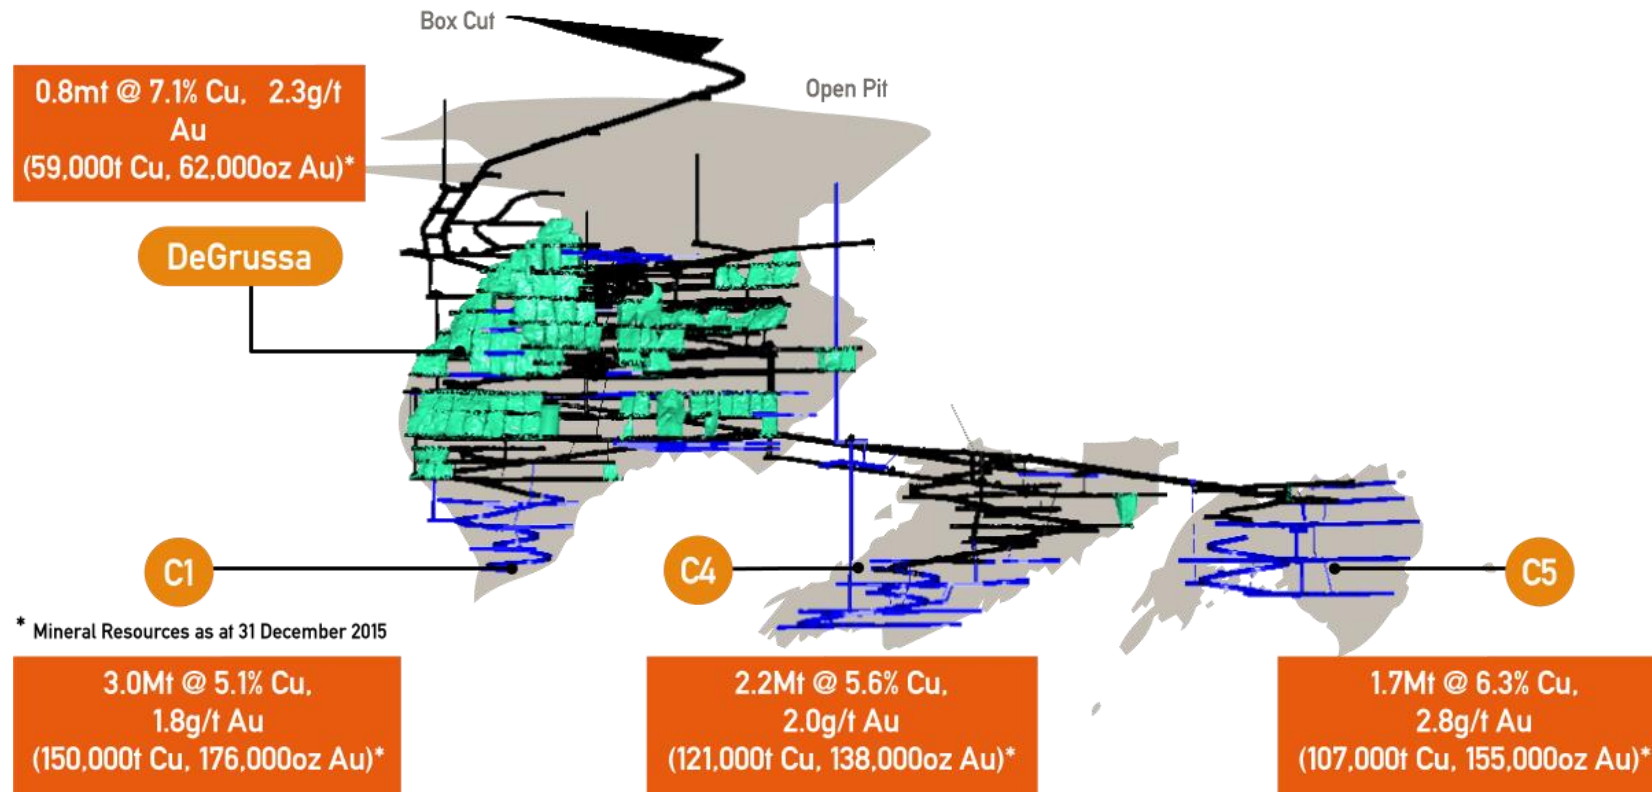 Box Cut
0.8mt @ 7.1% Cu, 2.3g/t
Au
(59,000t Cu, 62,000oz Au)*
Open Pit
DeGrussa
C1
C4
C5
* Mineral Resources as at 31 December 2015
3.0Mt @ 5.1% Cu,
1.8g/t Au
(150,000t Cu, 176,000oz Au)*
2.2Mt @ 5.6% Cu,
2.0g/t Au
(121,000t Cu, 138,000oz Au)*
1.7Mt @ 6.3% Cu,
2.8g/t Au
(107,000t Cu, 155,000oz Au)*